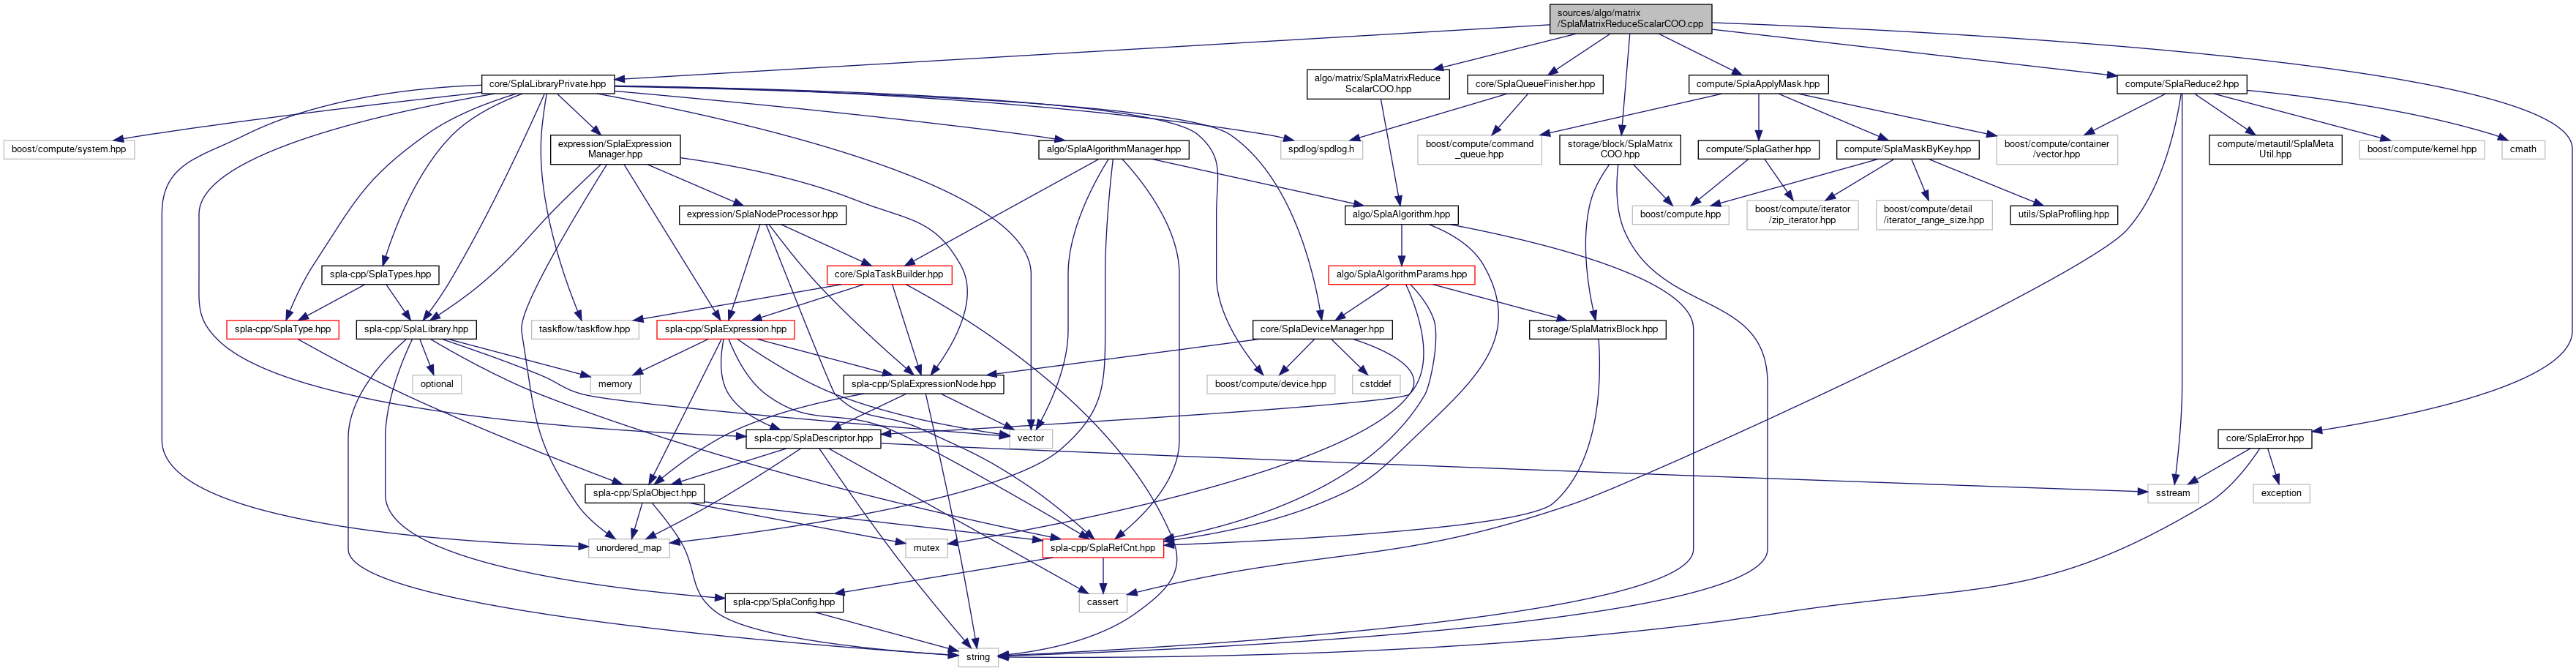 sources/algo/matrix
/SplaMatrixReduceScalarCOO.cpp
core/SplaLibraryPrivate.hpp
algo/matrix/SplaMatrixReduce
ScalarCOO.hpp
core/SplaQueueFinisher.hpp
compute/SplaApplyMask.hpp
compute/SplaReduce2.hpp
boost/compute/system.hpp
expression/SplaExpression
Manager.hpp
algo/SplaAlgorithmManager.hpp
spdlog/spdlog.h
boost/compute/command
_queue.hpp
storage/block/SplaMatrix
COO.hpp
compute/SplaGather.hpp
compute/SplaMaskByKey.hpp
boost/compute/container
/vector.hpp
compute/metautil/SplaMeta
Util.hpp
boost/compute/kernel.hpp
cmath
expression/SplaNodeProcessor.hpp
algo/SplaAlgorithm.hpp
boost/compute.hpp
boost/compute/iterator
/zip_iterator.hpp
boost/compute/detail
/iterator_range_size.hpp
utils/SplaProfiling.hpp
spla-cpp/SplaTypes.hpp
core/SplaTaskBuilder.hpp
algo/SplaAlgorithmParams.hpp
spla-cpp/SplaType.hpp
spla-cpp/SplaLibrary.hpp
taskflow/taskflow.hpp
spla-cpp/SplaExpression.hpp
core/SplaDeviceManager.hpp
storage/SplaMatrixBlock.hpp
optional
memory
spla-cpp/SplaExpressionNode.hpp
boost/compute/device.hpp
cstddef
spla-cpp/SplaDescriptor.hpp
vector
core/SplaError.hpp
spla-cpp/SplaObject.hpp
sstream
exception
unordered_map
mutex
spla-cpp/SplaRefCnt.hpp
spla-cpp/SplaConfig.hpp
cassert
string